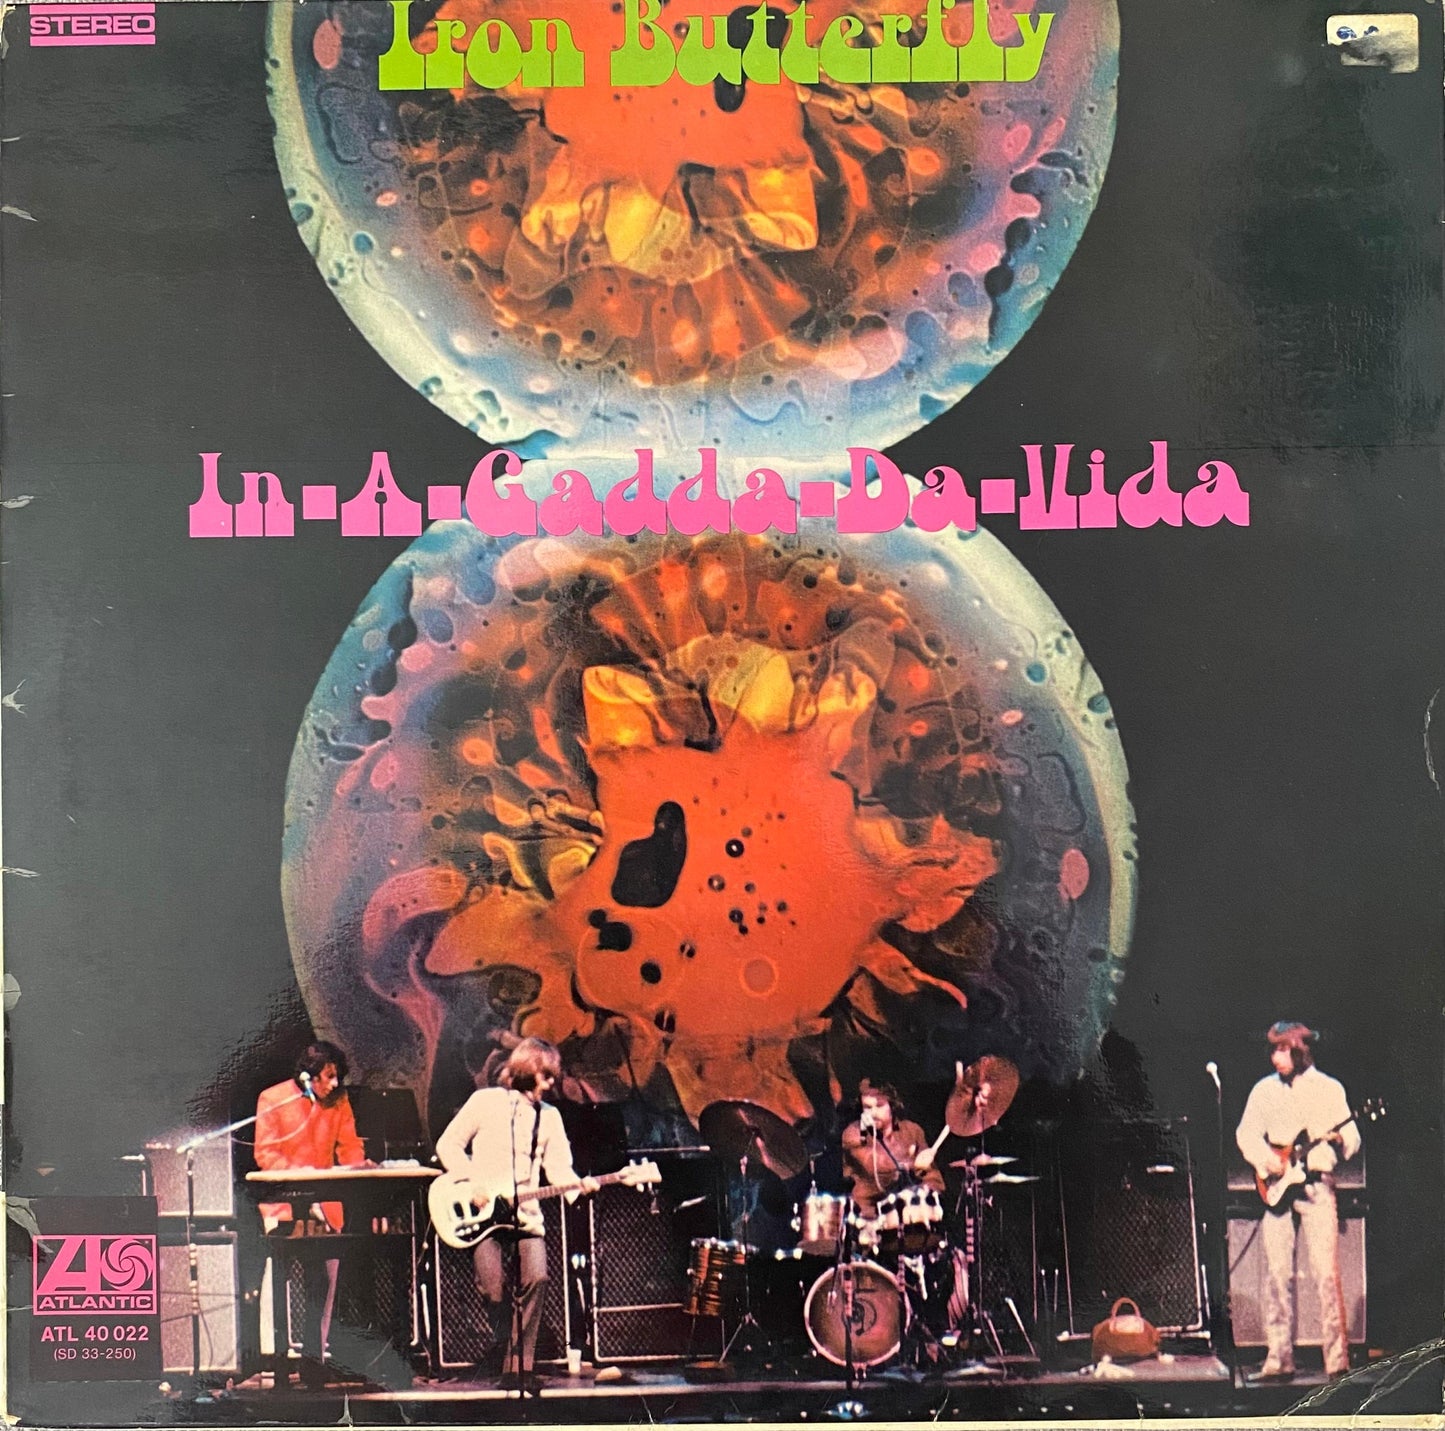 STEREO
Iron Butterfly
In-A-Gadda-Da-Vida
ATLANTIC
ATL 40 022
(SD 33-250)